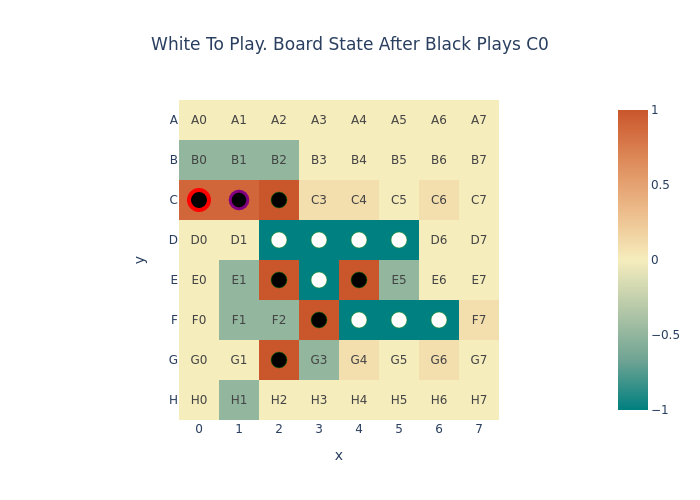 White To Play. Board State After Black Plays C0
A A0 A1 A2 A3 A4 A5 A6 A7
B B0 B1 B2 B3 B4 B5 B6 B7
C C3 C4 C5 C6 C7
D D0 D1 D6 D7
E E0 E1 E5 E6 E7
F F0 F1 F2 F7
G G0 G1 G3 G4 G5 G6 G7
H H0 H1 H2 H3 H4 H5 H6 H7
0 1 2 3 4 5 6 7
x
y
1
0.5
0
−0.5
−1